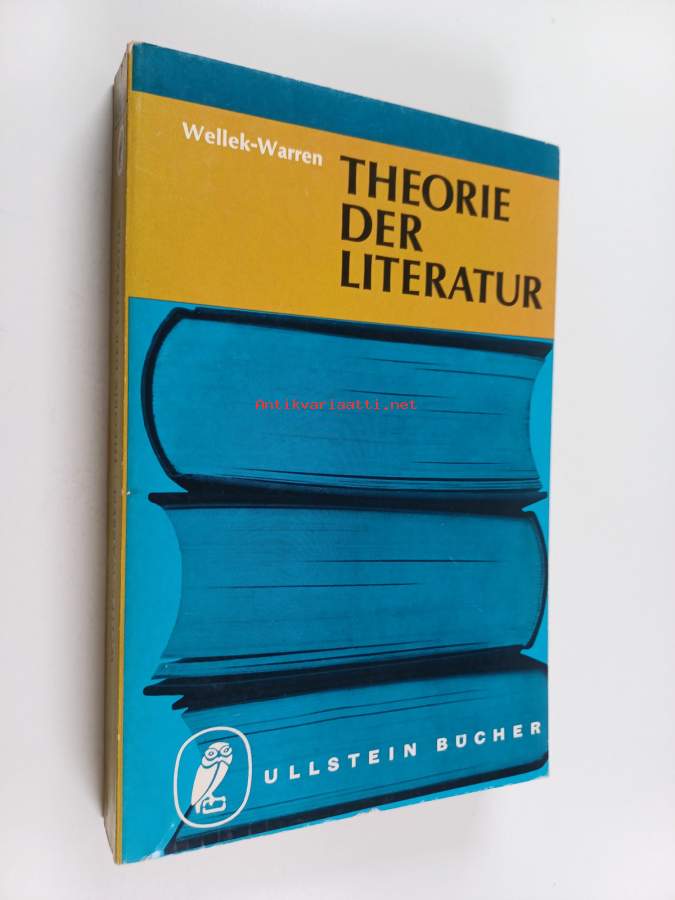 Wellek-Warren
THEORIE
DER
LITERATUR
Antikvariaatti.net
ULLSTEIN BÜCHER